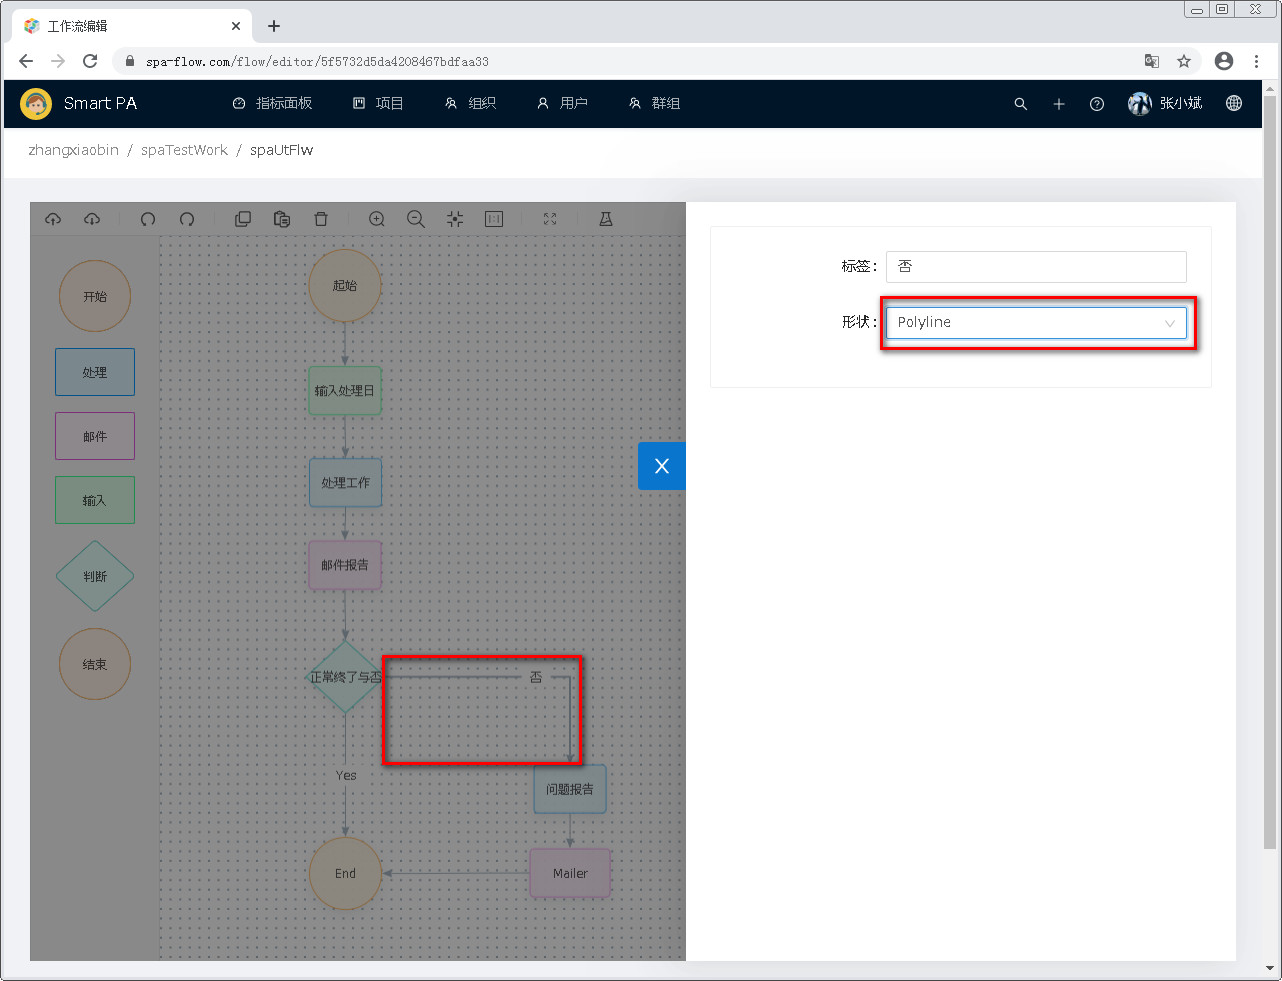 工作流编辑
spa-flow.com/flow/editor/5f5732d5da4208467bdfaa33
Smart PA 指标面板 项目 组织 用户 群组 张小斌
zhangxiaobin / spaTestWork / spaUtFlw
1:1
开始
处理
邮件
输入
判断
结束
起始
输入处理日
处理工作
邮件报告
正常终了与否
否
Yes
问题报告
End
Mailer
标签: 否
形状: Polyline